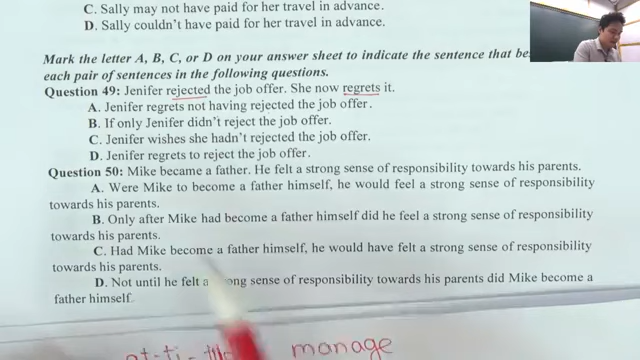 C. Sally may not have paid for her travel in advance.
D. Sally couldn't have paid for her travel in advance.
Mark the letter A, B, C, or D on your answer sheet to indicate the sentence that
each pair of sentences in the following questions.
Question 49: Jenifer rejected the job offer. She now regrets it.
A. Jenifer regrets not having rejected the job offer.
B. If only Jenifer didn't reject the job offer.
C. Jenifer wishes she hadn't rejected the job offer.
D. Jenifer regrets to reject the job offer.
Question 50: Mike became a father. He felt a strong sense of responsibility towards his parents.
A. Were Mike to become a father himself, he would feel a strong sense of responsibility
towards his parents.
B. Only after Mike had become a father himself did he feel a strong sense of responsibility
towards his parents.
C. Had Mike become a father himself, he would have felt a strong sense of responsibility
towards his parents.
D. Not until he felt a sense of responsibility towards his parents did Mike become a
father himself.
manage